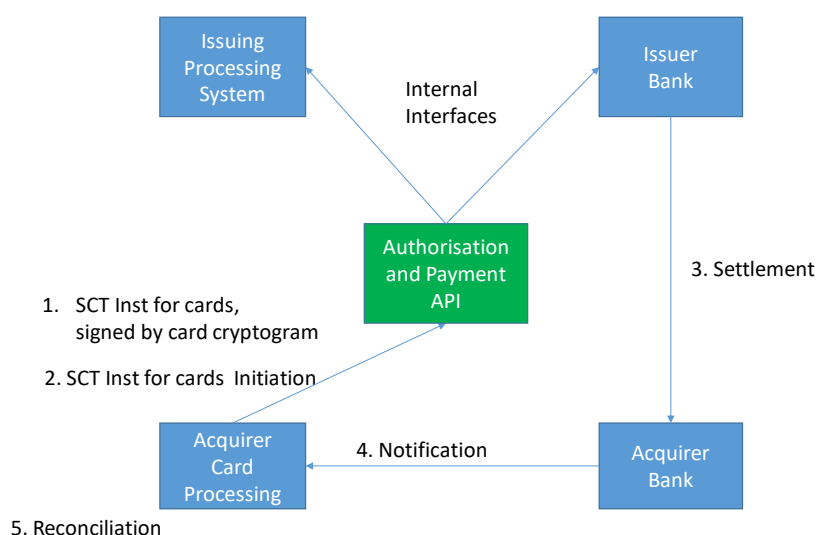 Issuing
Processing
System
Internal
Interfaces
Issuer
Bank
Authorisation
and Payment
API
3. Settlement
1. SCT Inst for cards,
signed by card cryptogram
2. SCT Inst for cards Initiation
Acquirer
Card
Processing
4. Notification
Acquirer
Bank
5. Reconciliation